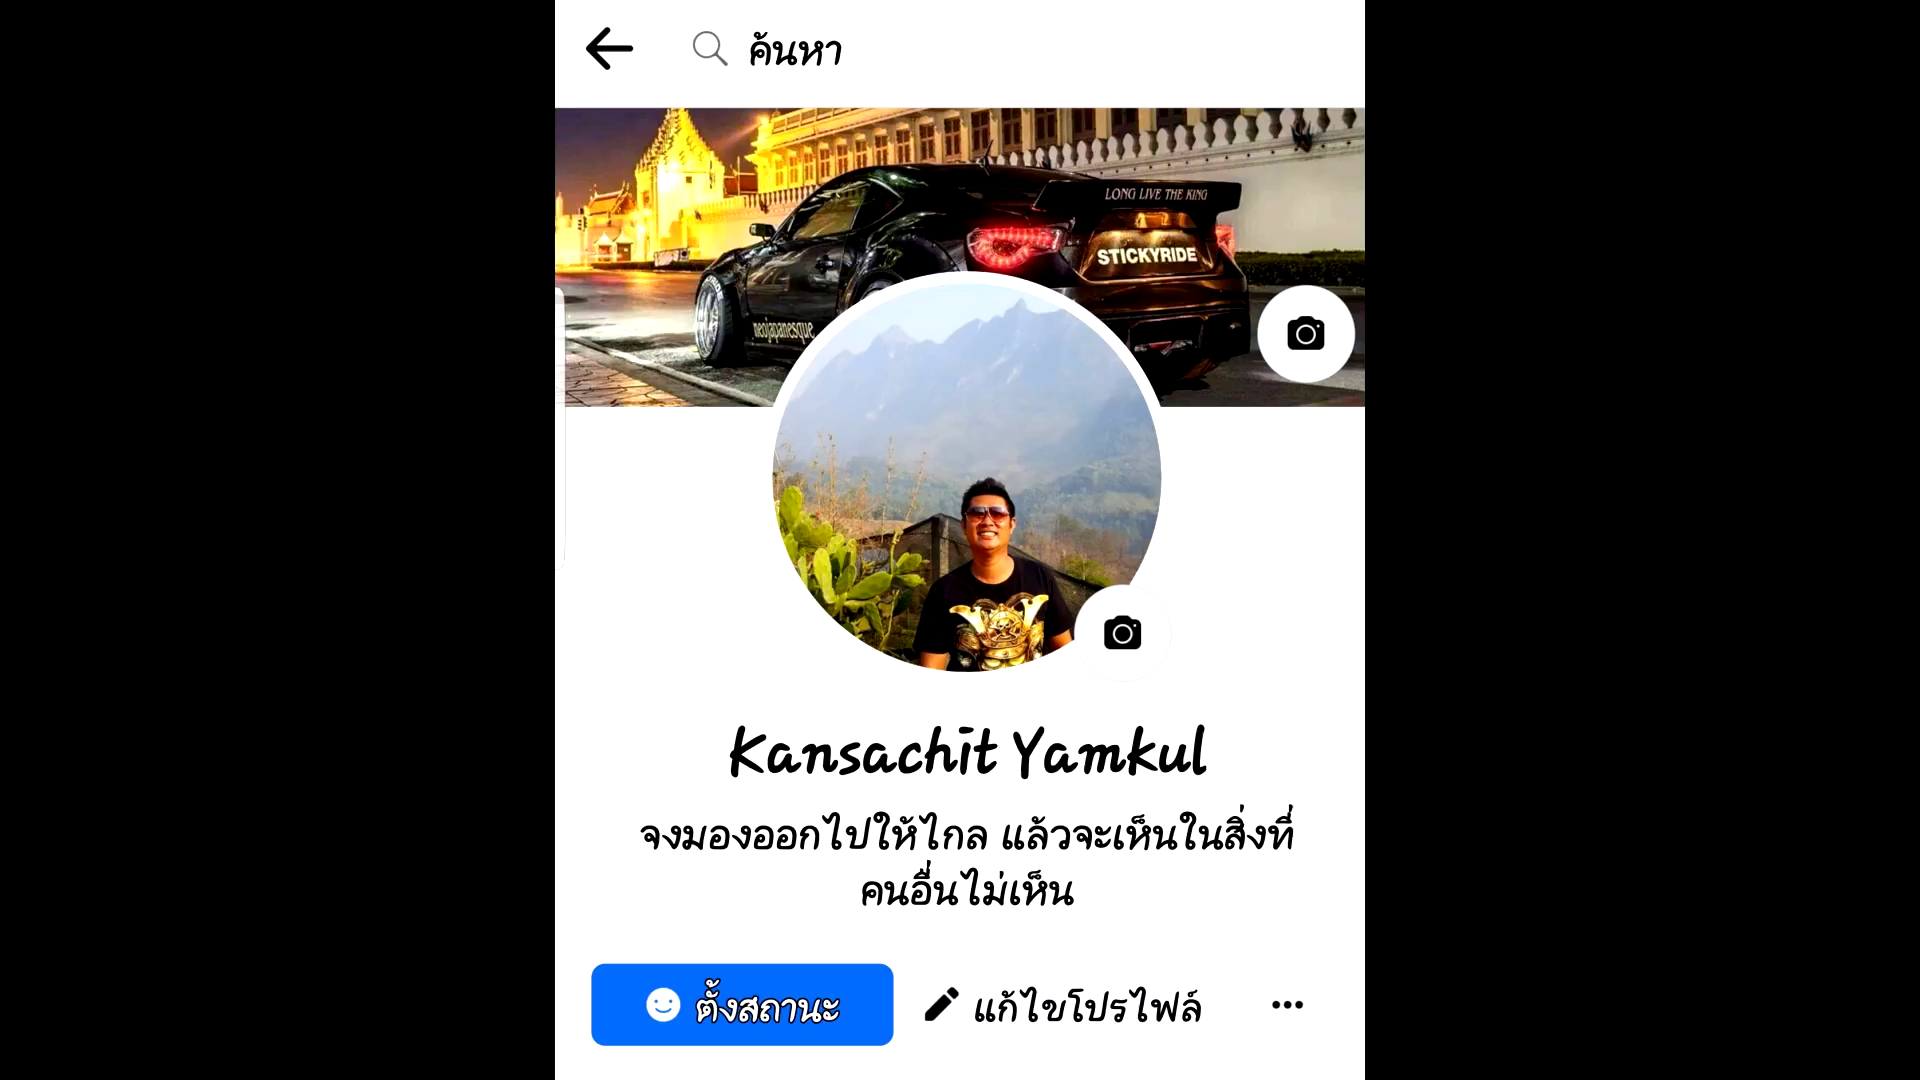 ค้นหา
LONG LIVE THE KING
STICKYRIDE
neojapanesque
Kansachit Yamkul
จงมองออกไปให้ไกล แล้วจะเห็นในสิ่งที่
คนอื่นไม่เห็น
ตั้งสถานะ
แก้ไขโปรไฟล์